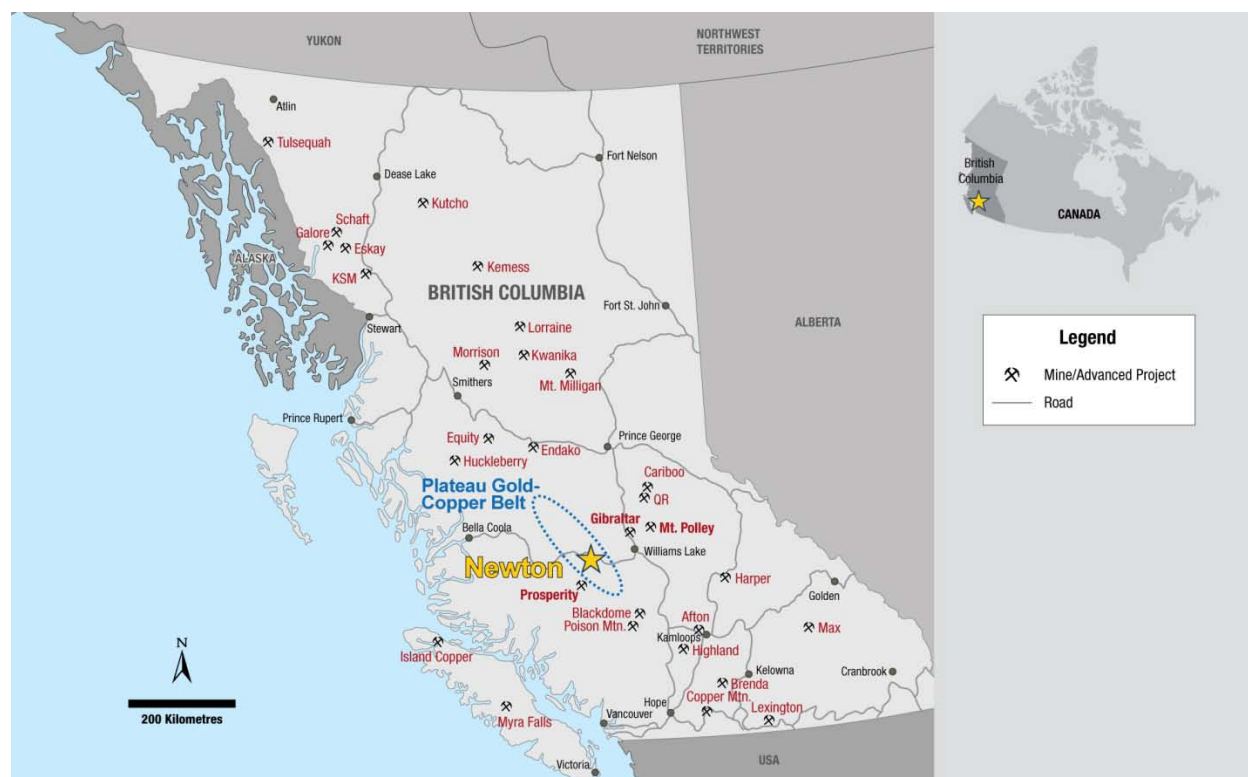 YUKON
NORTHWEST
TERRITORIES
Atlin
Tulsequah
Fort Nelson
Dease Lake
Kutcho
Schaft
Galore
Eskay
ALASKA
KSM
Kemess
BRITISH COLUMBIA
Fort St. John
Stewart
Lorraine
ALBERTA
Morrison
Kwanika
Mt. Milligan
Smithers
Prince Rupert
Equity
Endako
Prince George
Huckleberry
Cariboo
QR
Plateau Gold-
Copper Belt
Gibraltar
Mt. Polley
Bella Coola
Williams Lake
Newton
Prosperity
Harper
Golden
Blackdome
Poison Mtn.
Afton
Kamloops
Max
Highland
Island Copper
Kelowna
Cranbrook
Brenda
Copper Mtn.
Lexington
Hope
Vancouver
Myra Falls
Victoria
USA
N
200 Kilometres
British
Columbia
CANADA
Legend
Mine/Advanced Project
Road